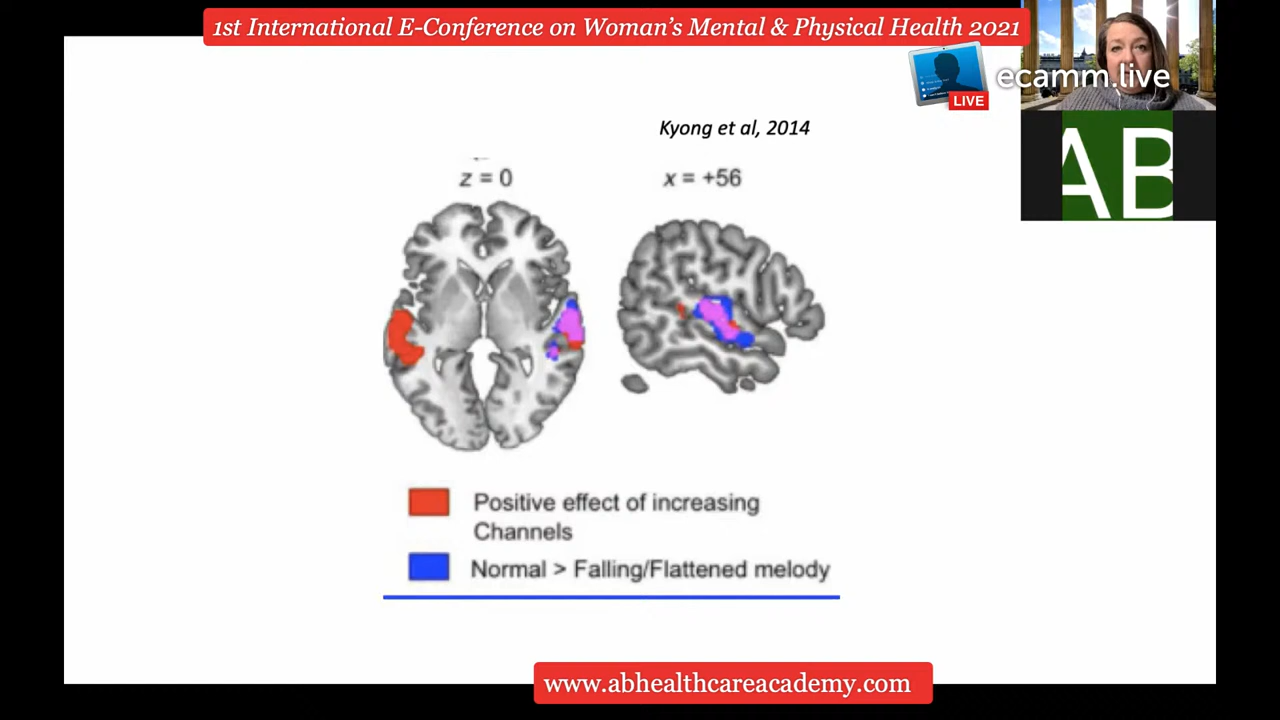 1st International E-Conference on Woman's Mental & Physical Health 2021
ecamm.live
LIVE
AB
Kyong et al, 2014
z = 0
x = +56
Positive effect of increasing
Channels
Normal > Falling/Flattened melody
www.abhealthcareacademy.com